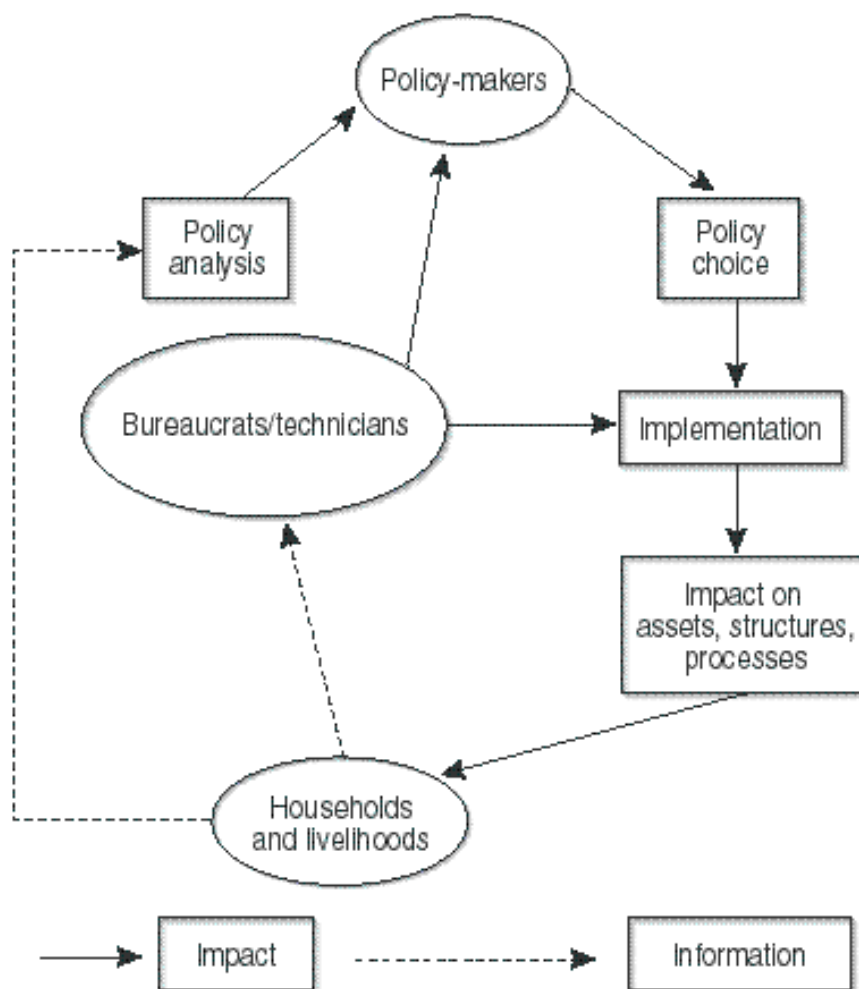 Policy-makers
Policy
analysis
Policy
choice
Bureaucrats/technicians
Implementation
Impact on
assets, structures,
processes
Households
and livelihoods
Impact
Information